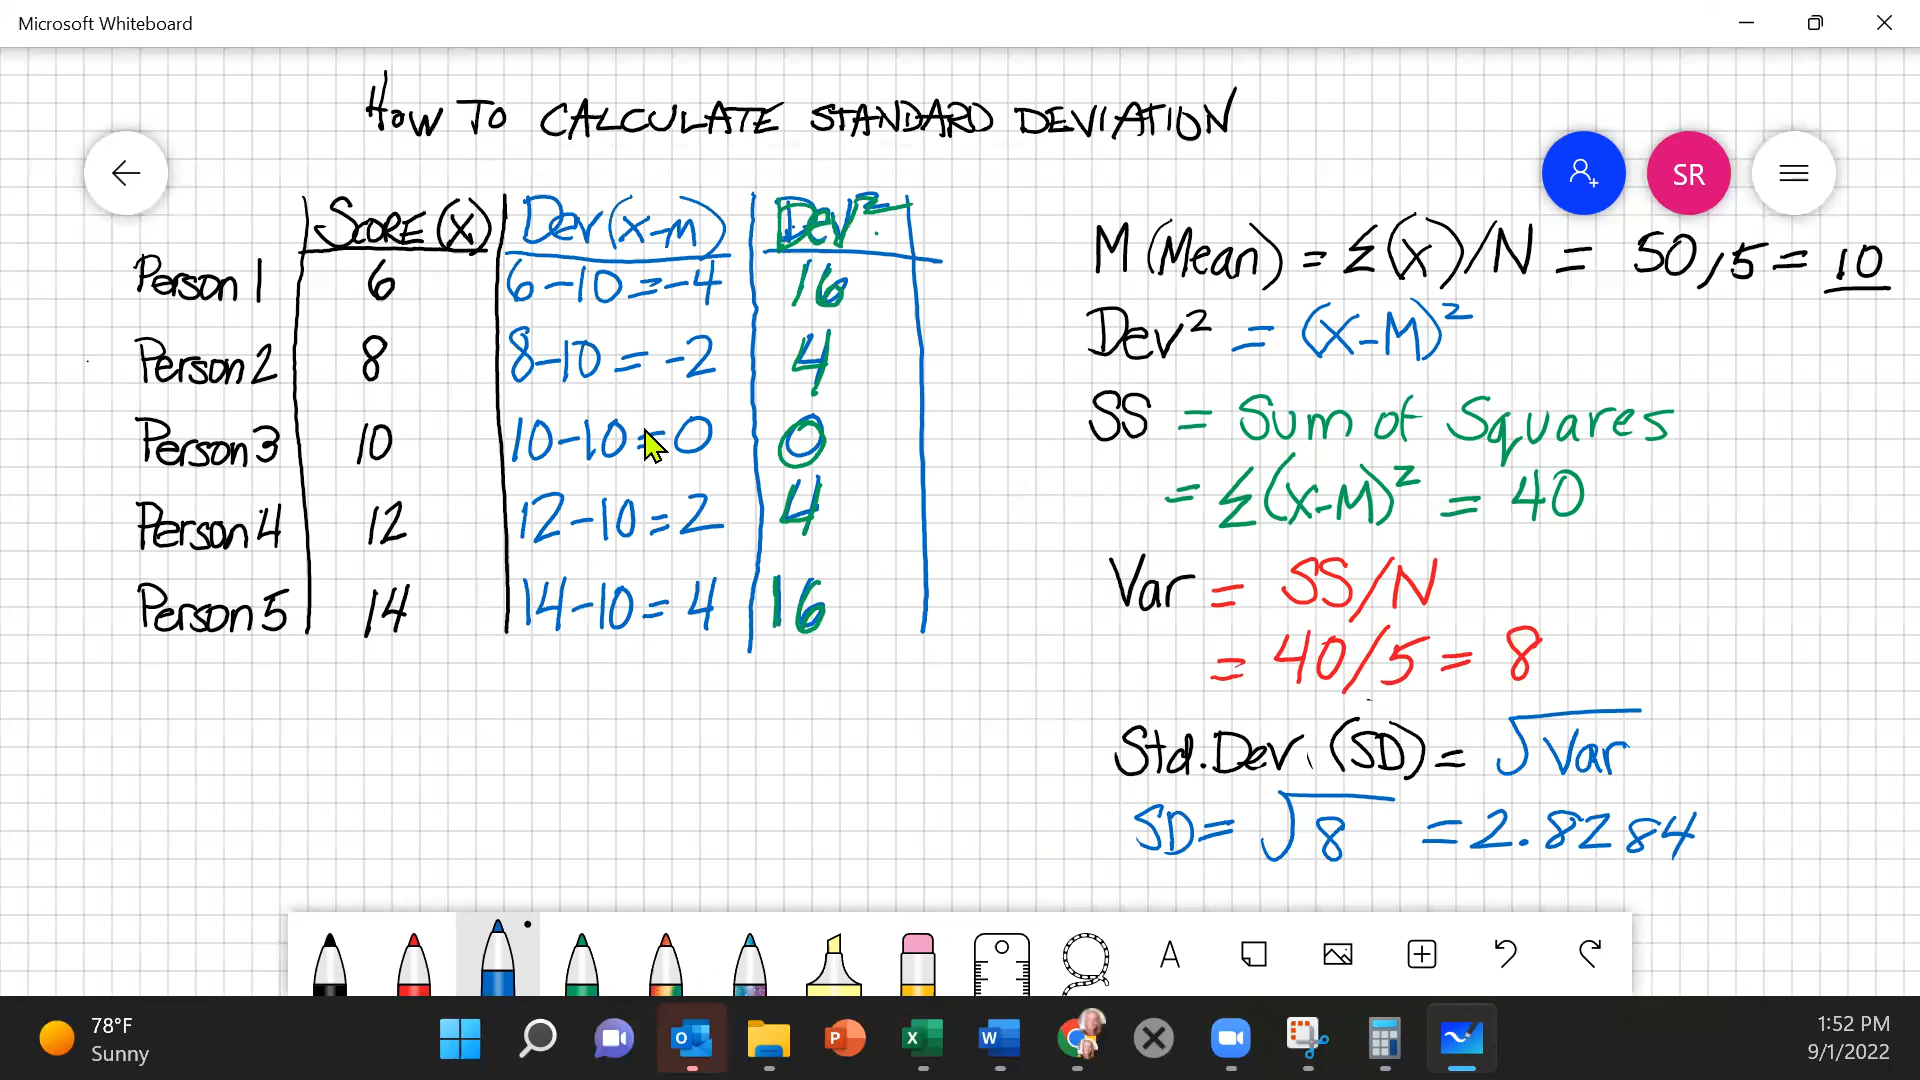 Microsoft Whiteboard
HOW TO CALCULATE STANDARD DEVIATION
SR
SCORE (X) Dev (X-M) Dev²
Person 1 6 6-10=-4 16
Person 2 8 8-10=-2 4
Person 3 10 10-10=0 0
Person 4 12 12-10=2 4
Person 5 14 14-10=4 16
M (Mean) = Σ(X)/N = 50/5 = 10
Dev² = (X-M)²
SS = Sum of Squares
= Σ(X-M)² = 40
Var = SS/N
= 40/5 = 8
Std. Dev. (SD) = √Var
SD = √8 = 2.8284
A
78°F
Sunny
1:52 PM
9/1/2022